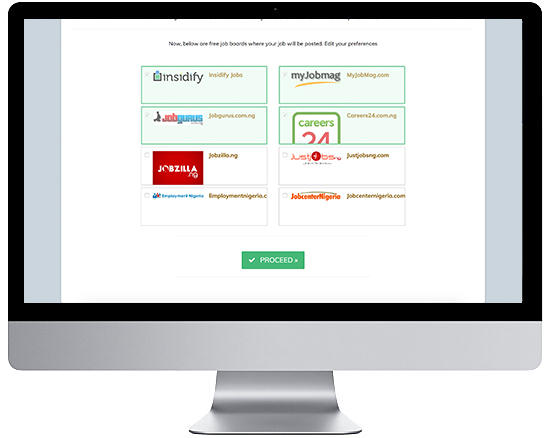 Now, below are free job boards where your job will be posted. Edit your preferences
insidify Insidify Jobs
myJobmag MyJobMag.com
jobgurus Jobgurus.com.ng
careers 24 Careers24.com.ng
JOBZILLA .NG Jobzilla.ng
JustJobs Justjobsng.com
Employment Nigeria Employmentnigeria.c
JobcenterNigeria Jobcenternigeria.com
PROCEED »